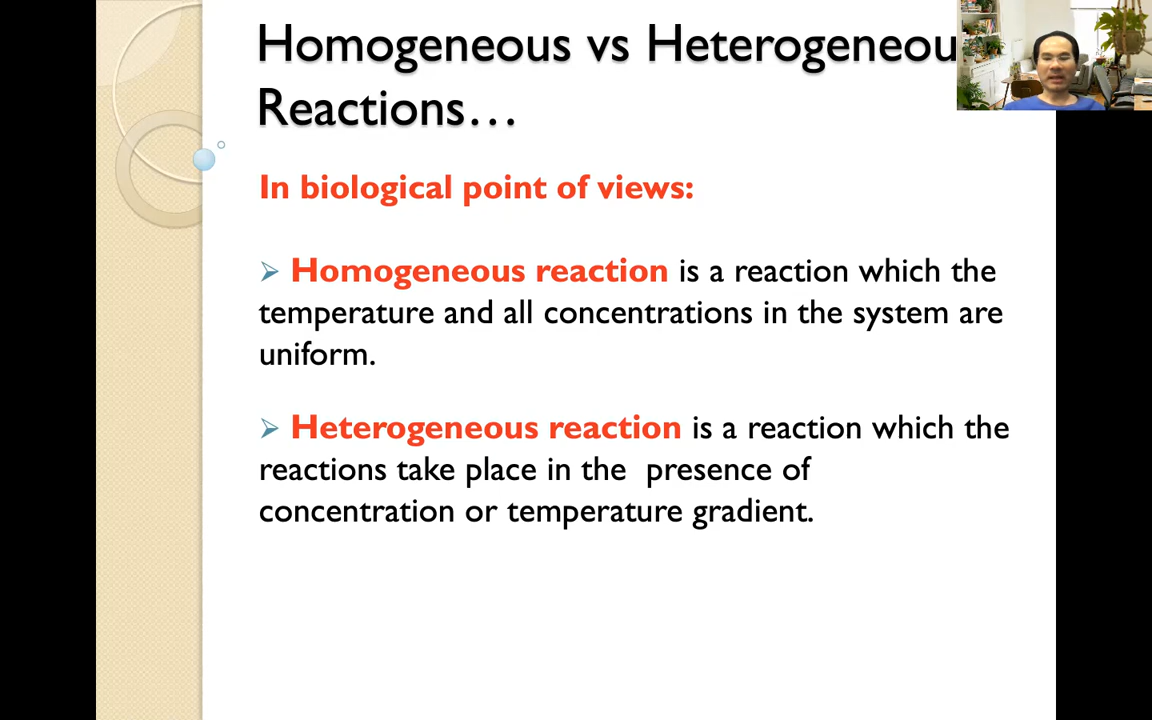 Homogeneous vs Heterogeneou
Reactions…
In biological point of views:
➢ Homogeneous reaction is a reaction which the
temperature and all concentrations in the system are
uniform.
➢ Heterogeneous reaction is a reaction which the
reactions take place in the presence of
concentration or temperature gradient.